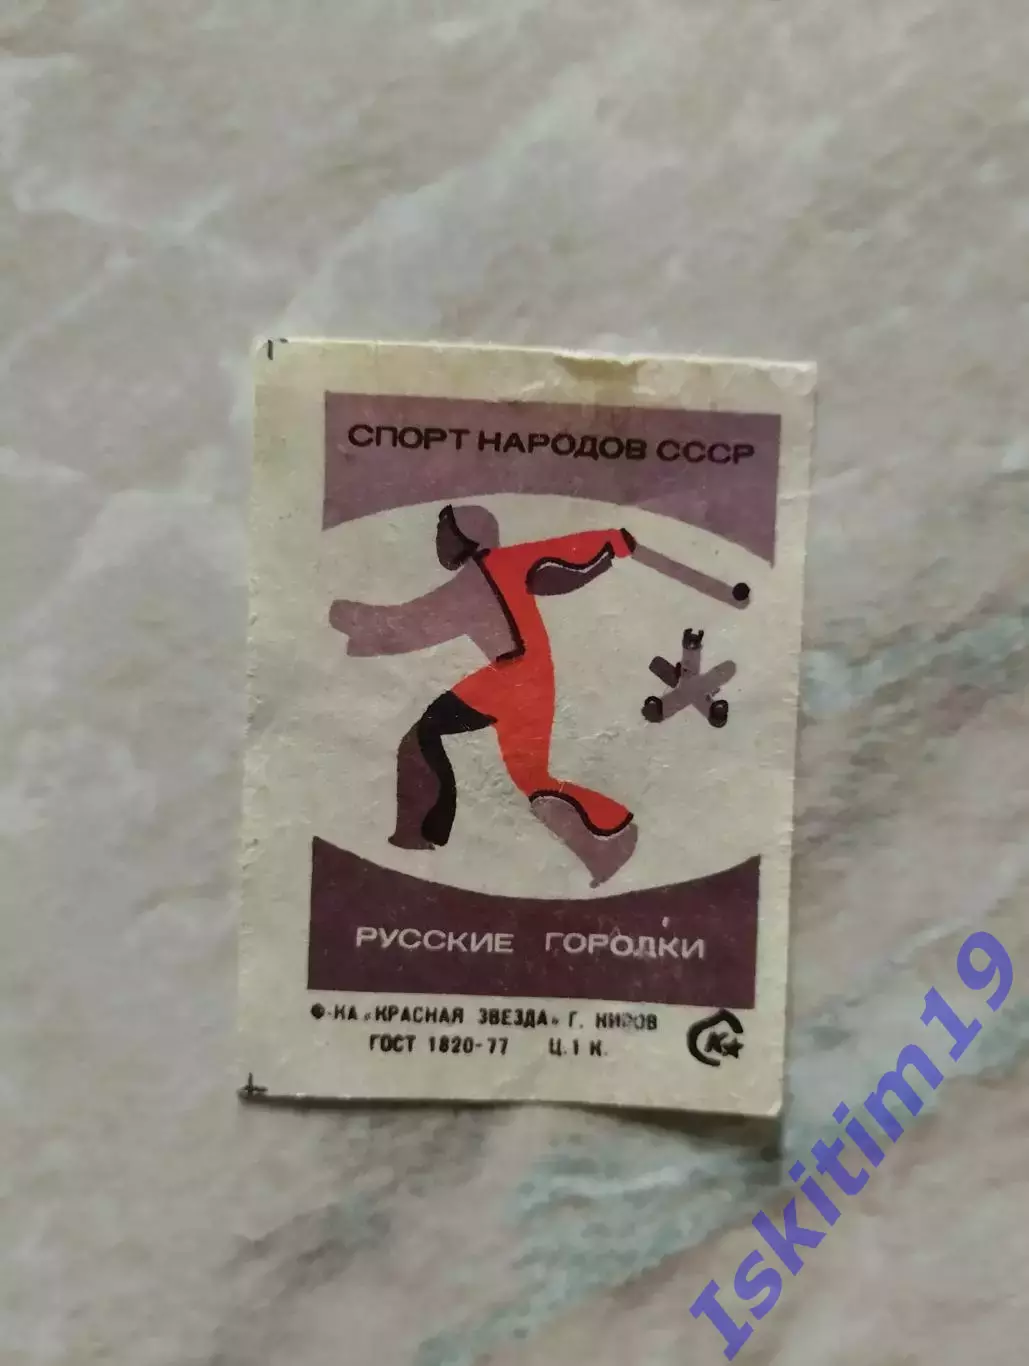 СПОРТ НАРОДОВ СССР
РУССКИЕ ГОРОДКИ
Ф-КА «КРАСНАЯ ЗВЕЗДА» Г. КИРОВ
ГОСТ 1820-77 Ц. 1 К.
К
Iskitim19